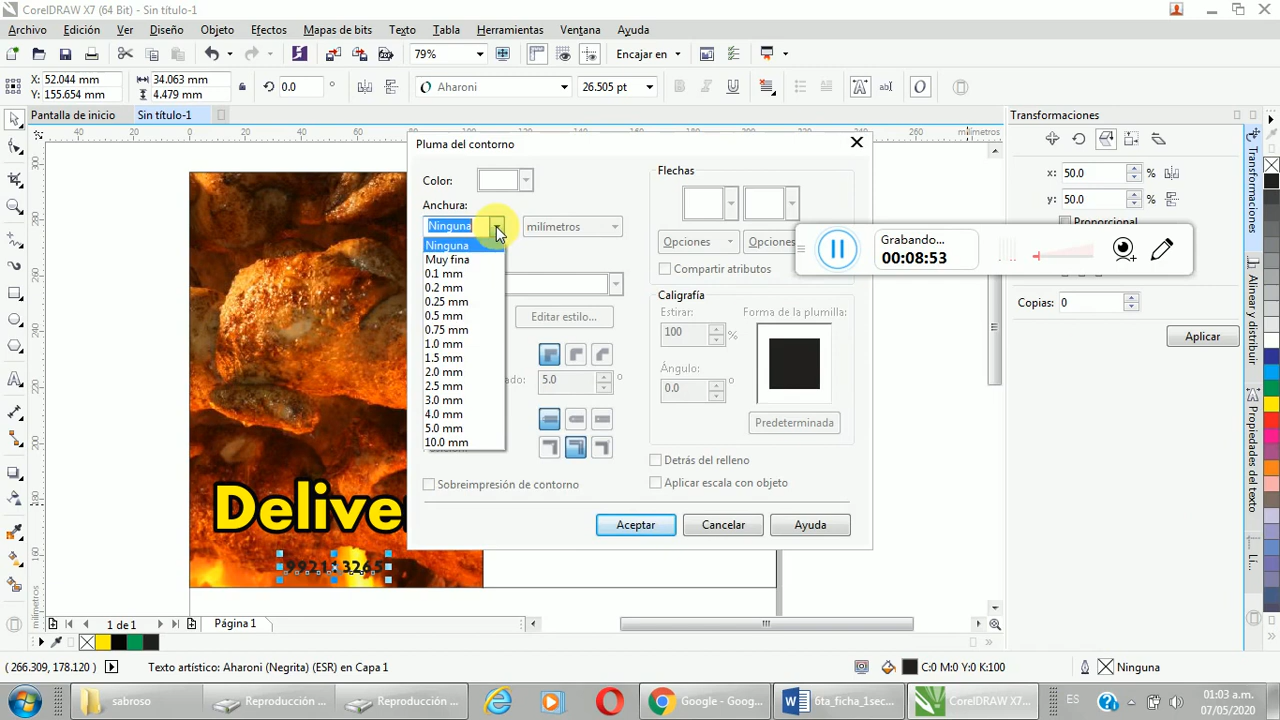 CorelDRAW X7 (64 Bit) - Sin título-1
Archivo Edición Ver Diseño Objeto Efectos Mapas de bits Texto Tabla Herramientas Ventana Ayuda
79% Encajar en
X: 52.044 mm 34.063 mm 0.0 ° Aharoni 26.505 pt
Y: 155.654 mm 4.479 mm
Pantalla de inicio Sin título-1
Transformaciones
milímetros
Pluma del contorno
Color:
Flechas
Anchura:
Ninguna milímetros
Ninguna
Muy fina
0.1 mm
0.2 mm
0.25 mm
0.5 mm
0.75 mm
1.0 mm
1.5 mm
2.0 mm
2.5 mm
3.0 mm
4.0 mm
5.0 mm
10.0 mm
Opciones Opciones
Compartir atributos
Editar estilo...
Caligrafía
Estirar: Forma de la plumilla:
100 %
5.0 °
Ángulo:
0.0 °
Predeterminada
Detrás del relleno
Sobreimpresión de contorno Aplicar escala con objeto
Aceptar Cancelar Ayuda
x: 50.0 %
y: 50.0 %
Proporcional
Grabando...
00:08:53
Copias: 0
Aplicar
Transformaciones
Alinear y distribuir
Propiedades del texto
Delive
992113265
1 de 1 Página 1
( 266.309, 178.120 ) Texto artístico: Aharoni (Negrita) (ESR) en Capa 1 C:0 M:0 Y:0 K:100 Ninguna
sabroso Reproducción ... Reproducción ... Google - Goog... 6ta_ficha_1sec... CorelDRAW X7... ES 01:03 a.m.
07/05/2020